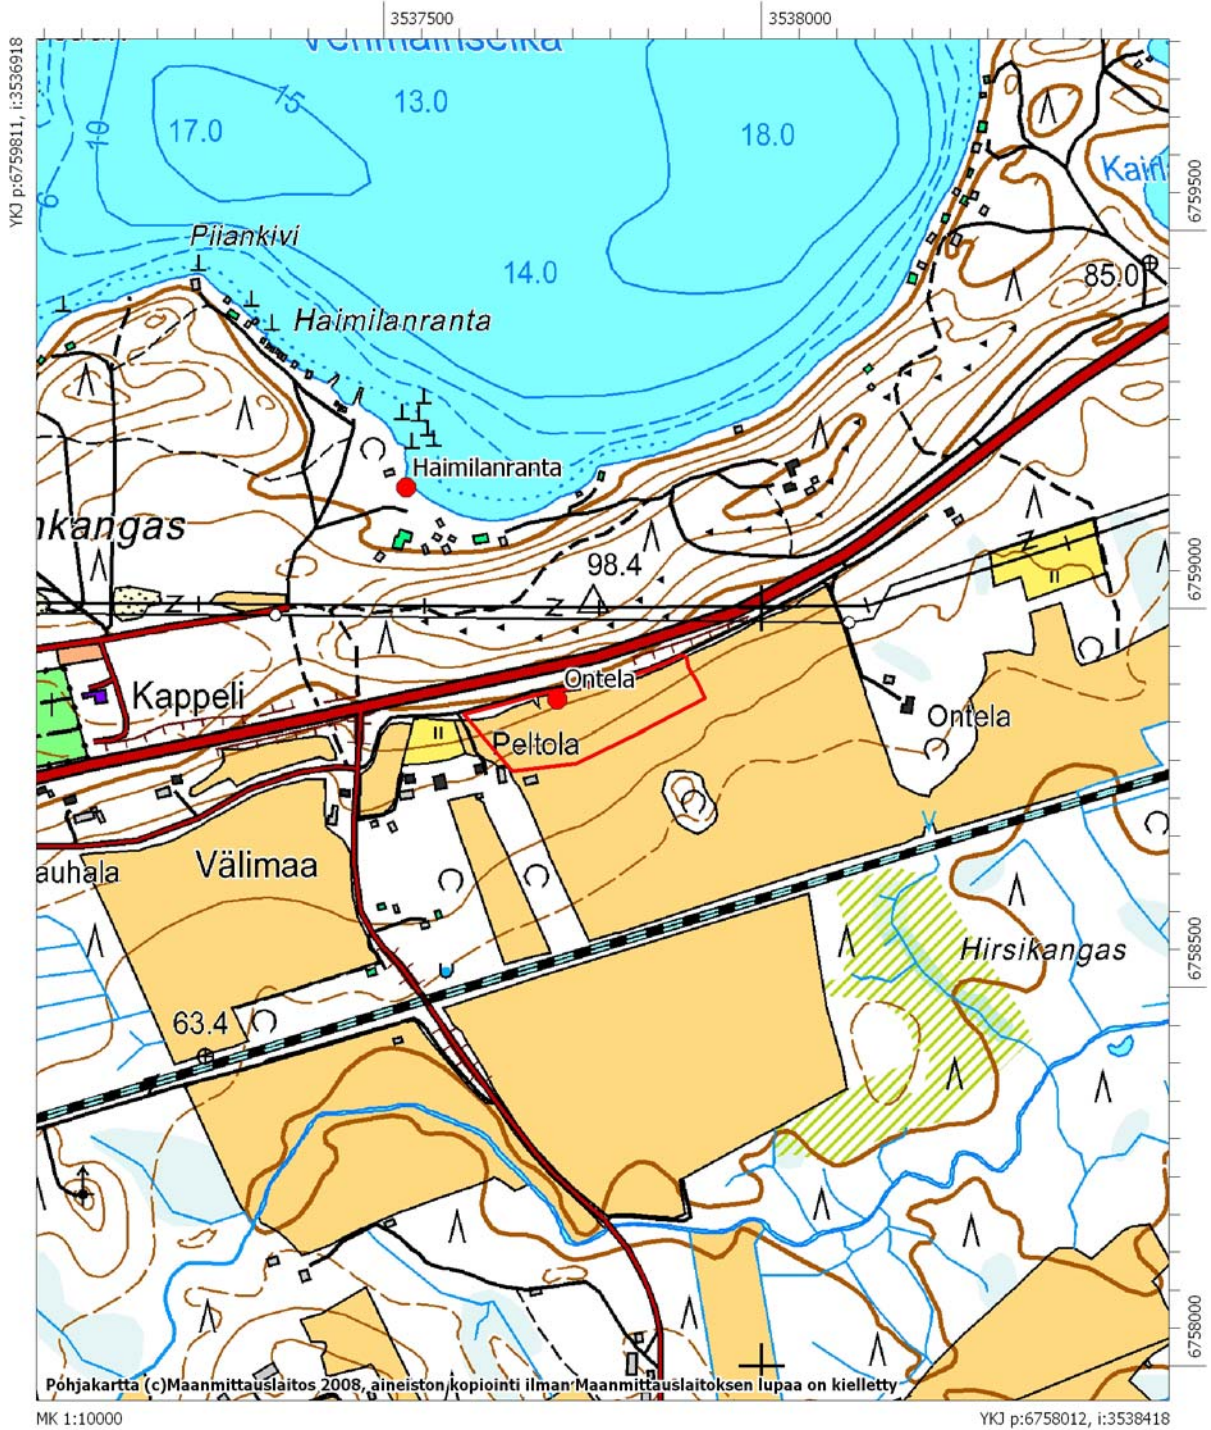 3537500
3538000
YKJ p:6759811, i:3536918
15
13.0
10
17.0
18.0
6759500
6
Piiankivi
14.0
85.0
Haimilanranta
Haimilanranta
nkangas
98.4
6759000
Ontela
Kappeli
Ontela
Peltola
Välimaa
auhala
6758500
Hirsikangas
63.4
6758000
Pohjakartta (c)Maanmittauslaitos 2008, aineiston kopiointi ilman Maanmittauslaitoksen lupaa on kielletty
MK 1:10000
YKJ p:6758012, i:3538418